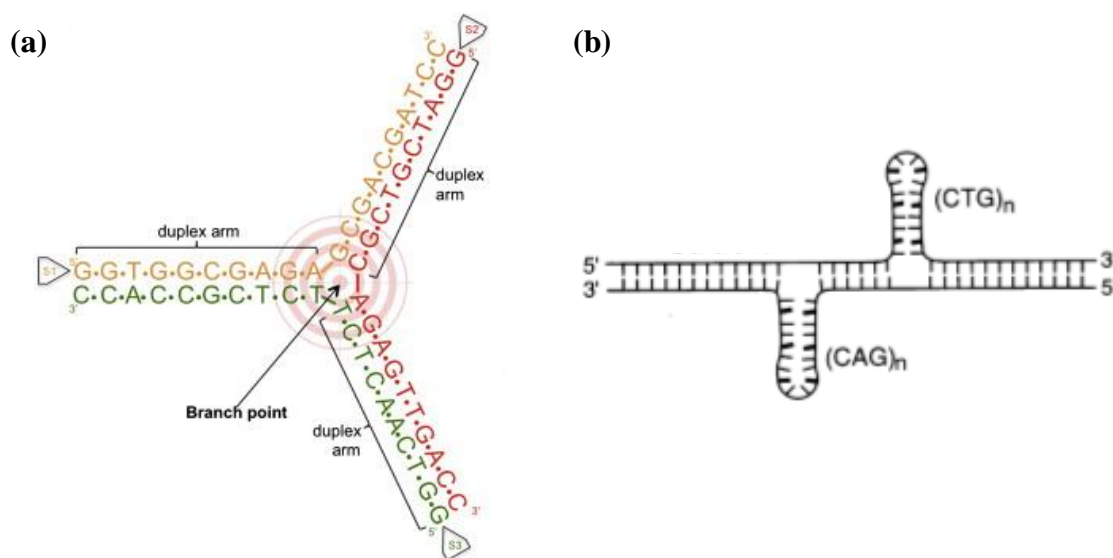 (a)
(b)
S2
3'
5'
G·C·G·A·C·G·A·T·C·C
C·G·C·T·G·C·T·A·G·G
duplex
arm
duplex arm
S1
5'
G·G·T·G·G·C·G·A·G·A
C·C·A·C·C·G·C·T·C·T
3'
A·G·A·G·T·T·G·A·C·C
T·C·T·C·A·A·C·T·G·G
3'
5'
S3
Branch point
duplex
arm
(CTG)n
5'
3'
3
5
(CAG)n